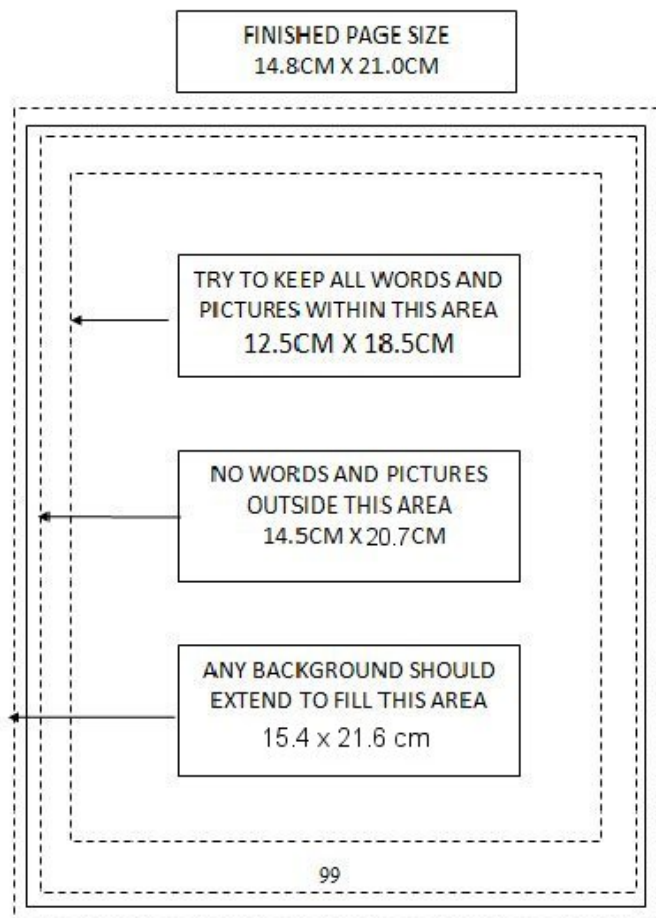 FINISHED PAGE SIZE
14.8CM X 21.0CM
TRY TO KEEP ALL WORDS AND
PICTURES WITHIN THIS AREA
12.5CM X 18.5CM
NO WORDS AND PICTURES
OUTSIDE THIS AREA
14.5CM X 20.7CM
ANY BACKGROUND SHOULD
EXTEND TO FILL THIS AREA
15.4 x 21.6 cm
99